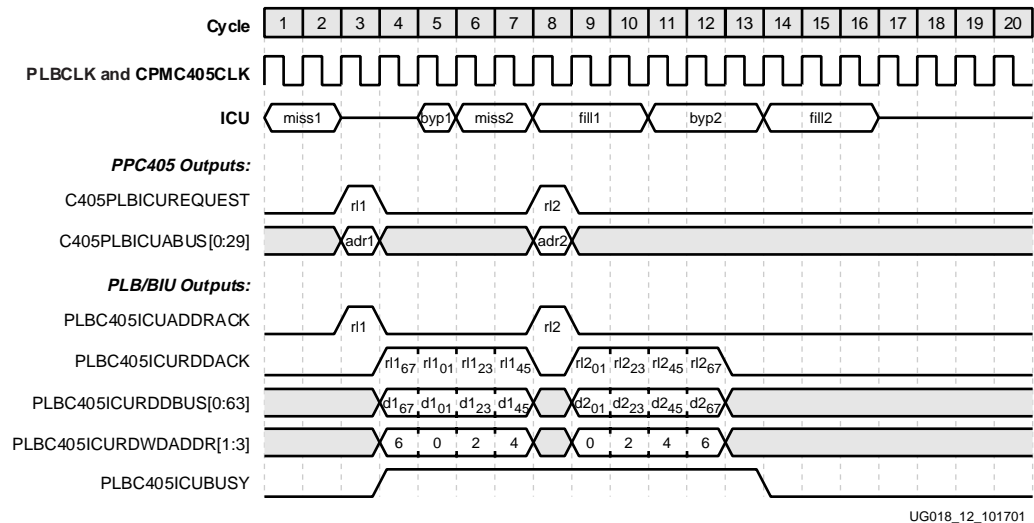 Cycle 1 2 3 4 5 6 7 8 9 10 11 12 13 14 15 16 17 18 19 20
PLBCLK and CPMC405CLK
ICU miss1 byp1 miss2 fill1 byp2 fill2
PPC405 Outputs:
C405PLBICUREQUEST rl1 rl2
C405PLBICUABUS[0:29] adr1 adr2
PLB/BIU Outputs:
PLBC405ICUADDRACK rl1 rl2
PLBC405ICURDDACK rl1₆₇ rl1₀₁ rl1₂₃ rl1₄₅ rl2₀₁ rl2₂₃ rl2₄₅ rl2₆₇
PLBC405ICURDDBUS[0:63] d1₆₇ d1₀₁ d1₂₃ d1₄₅ d2₀₁ d2₂₃ d2₄₅ d2₆₇
PLBC405ICURDWDADDR[1:3] 6 0 2 4 0 2 4 6
PLBC405ICUBUSY
UG018_12_101701